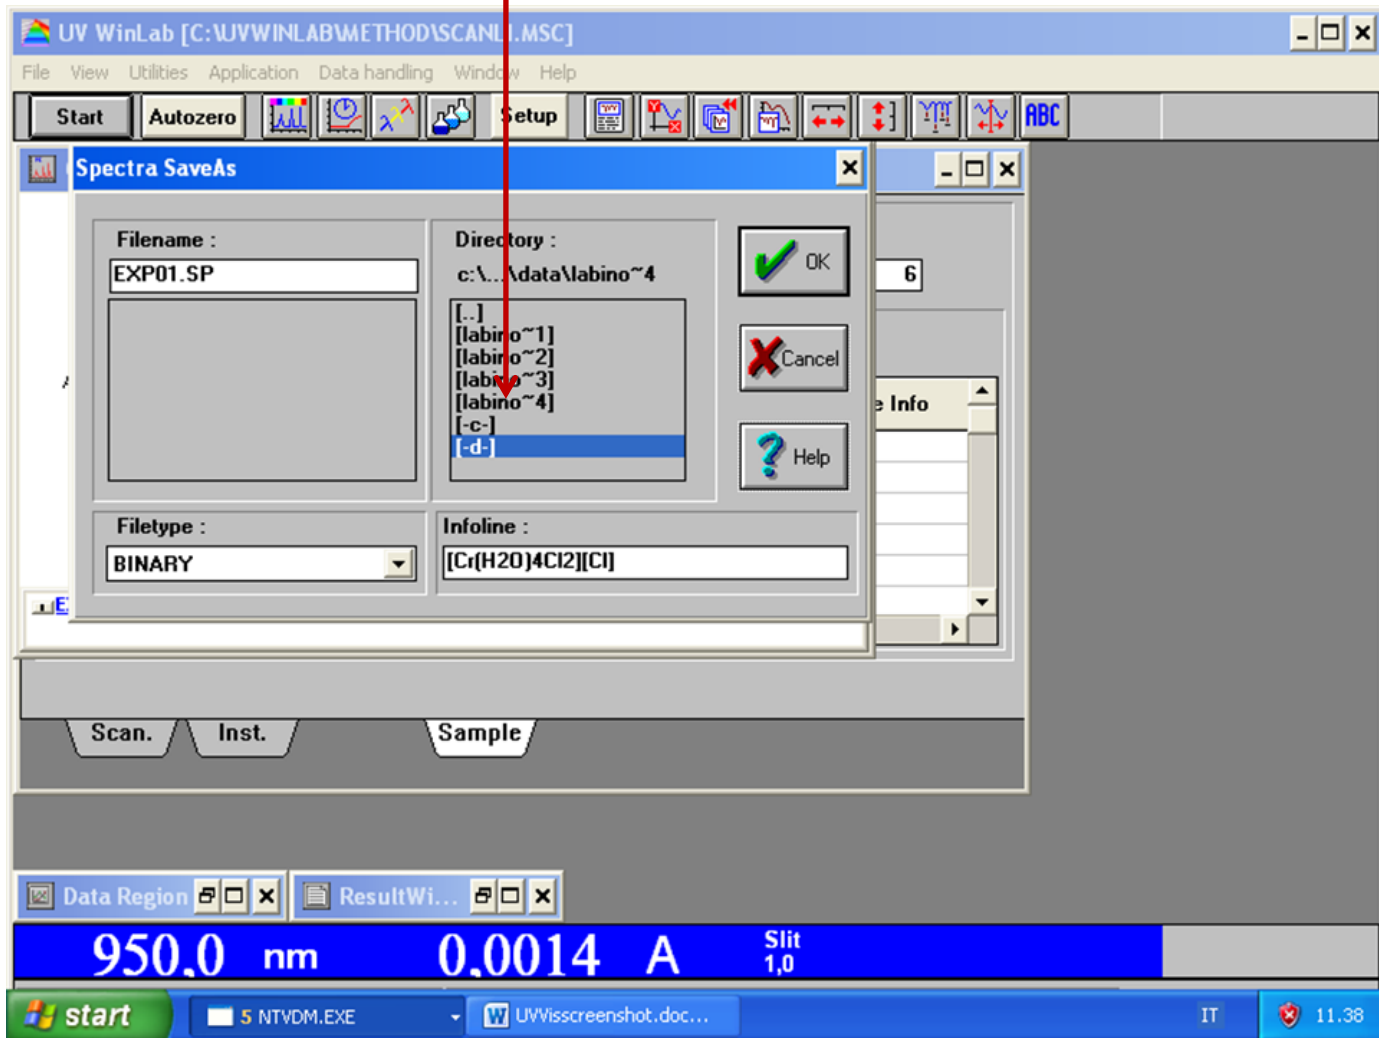 UV WinLab [C:\UVWINLAB\METHOD\SCANL1.MSC]
File View Utilities Application Data handling Window Help
Start Autozero Setup ABC
Spectra SaveAs
Filename :
EXP01.SP
Directory :
c:\...\data\labino~4
[..]
[labino~1]
[labino~2]
[labino~3]
[labino~4]
[-c-]
[-d-]
OK
Cancel
Help
6
e Info
Filetype :
BINARY
Infoline :
[Cr(H2O)4Cl2][Cl]
Scan. Inst. Sample
Data Region ResultWi...
950,0 nm 0,0014 A Slit
1,0
start 5 NTVDM.EXE UVVisscreenshot.doc... IT 11.38